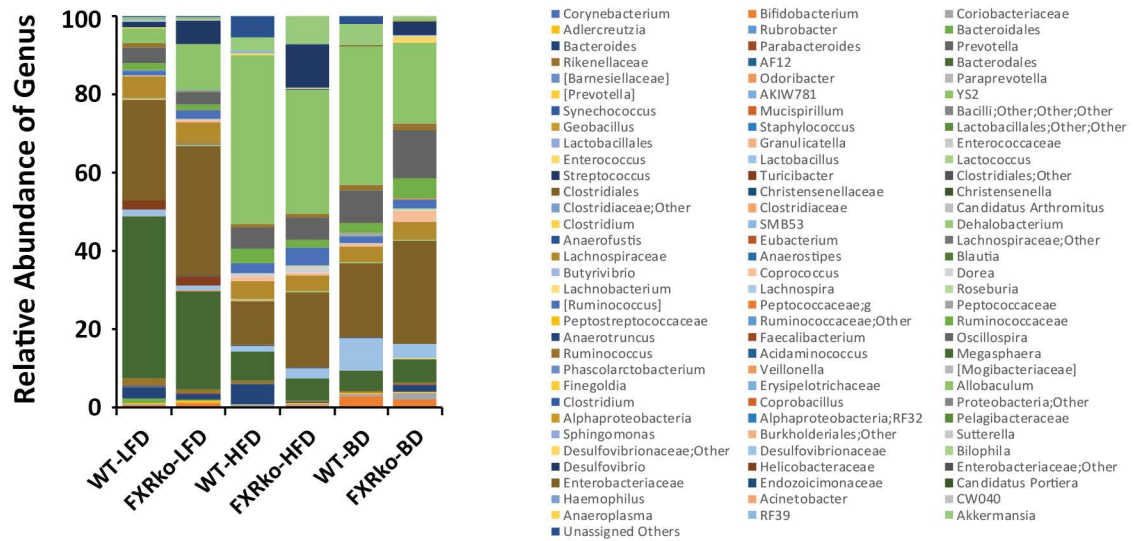 Relative Abundance of Genus
100
80
60
40
20
0
WT-LFD
FXRko-LFD
WT-HFD
FXRko-HFD
WT-BD
FXRko-BD
Corynebacterium Bifidobacterium Coriobacteriaceae
Adlercreutzia Rubrobacter Bacteroidales
Bacteroides Parabacteroides Prevotella
Rikenellaceae AF12 Bacterodales
[Barnesiellaceae] Odoribacter Paraprevotella
[Prevotella] AKIW781 YS2
Synechococcus Mucispirillum Bacilli;Other;Other;Other
Geobacillus Staphylococcus Lactobacillales;Other;Other
Lactobacillales Granulicatella Enterococcaceae
Enterococcus Lactobacillus Lactococcus
Streptococcus Turicibacter Clostridiales;Other
Clostridiales Christensenellaceae Christensenella
Clostridiaceae;Other Clostridiaceae Candidatus Arthromitus
Clostridium SMB53 Dehalobacterium
Anaerofustis Eubacterium Lachnospiraceae;Other
Lachnospiraceae Anaerostipes Blautia
Butyrivibrio Coprococcus Dorea
Lachnobacterium Lachnospira Roseburia
[Ruminococcus] Peptococcaceae;g Peptococcaceae
Peptostreptococcaceae Ruminococcaceae;Other Ruminococcaceae
Anaerotruncus Faecalibacterium Oscillospira
Ruminococcus Acidaminococcus Megasphaera
Phascolarctobacterium Veillonella [Mogibacteriaceae]
Finegoldia Erysipelotrichaceae Allobaculum
Clostridium Coprobacillus Proteobacteria;Other
Alphaproteobacteria Alphaproteobacteria;RF32 Pelagibacteraceae
Sphingomonas Burkholderiales;Other Sutterella
Desulfovibrionaceae;Other Desulfovibrionaceae Bilophila
Desulfovibrio Helicobacteraceae Enterobacteriaceae;Other
Enterobacteriaceae Endozoicimonaceae Candidatus Portiera
Haemophilus Acinetobacter CW040
Anaeroplasma RF39 Akkermansia
Unassigned Others